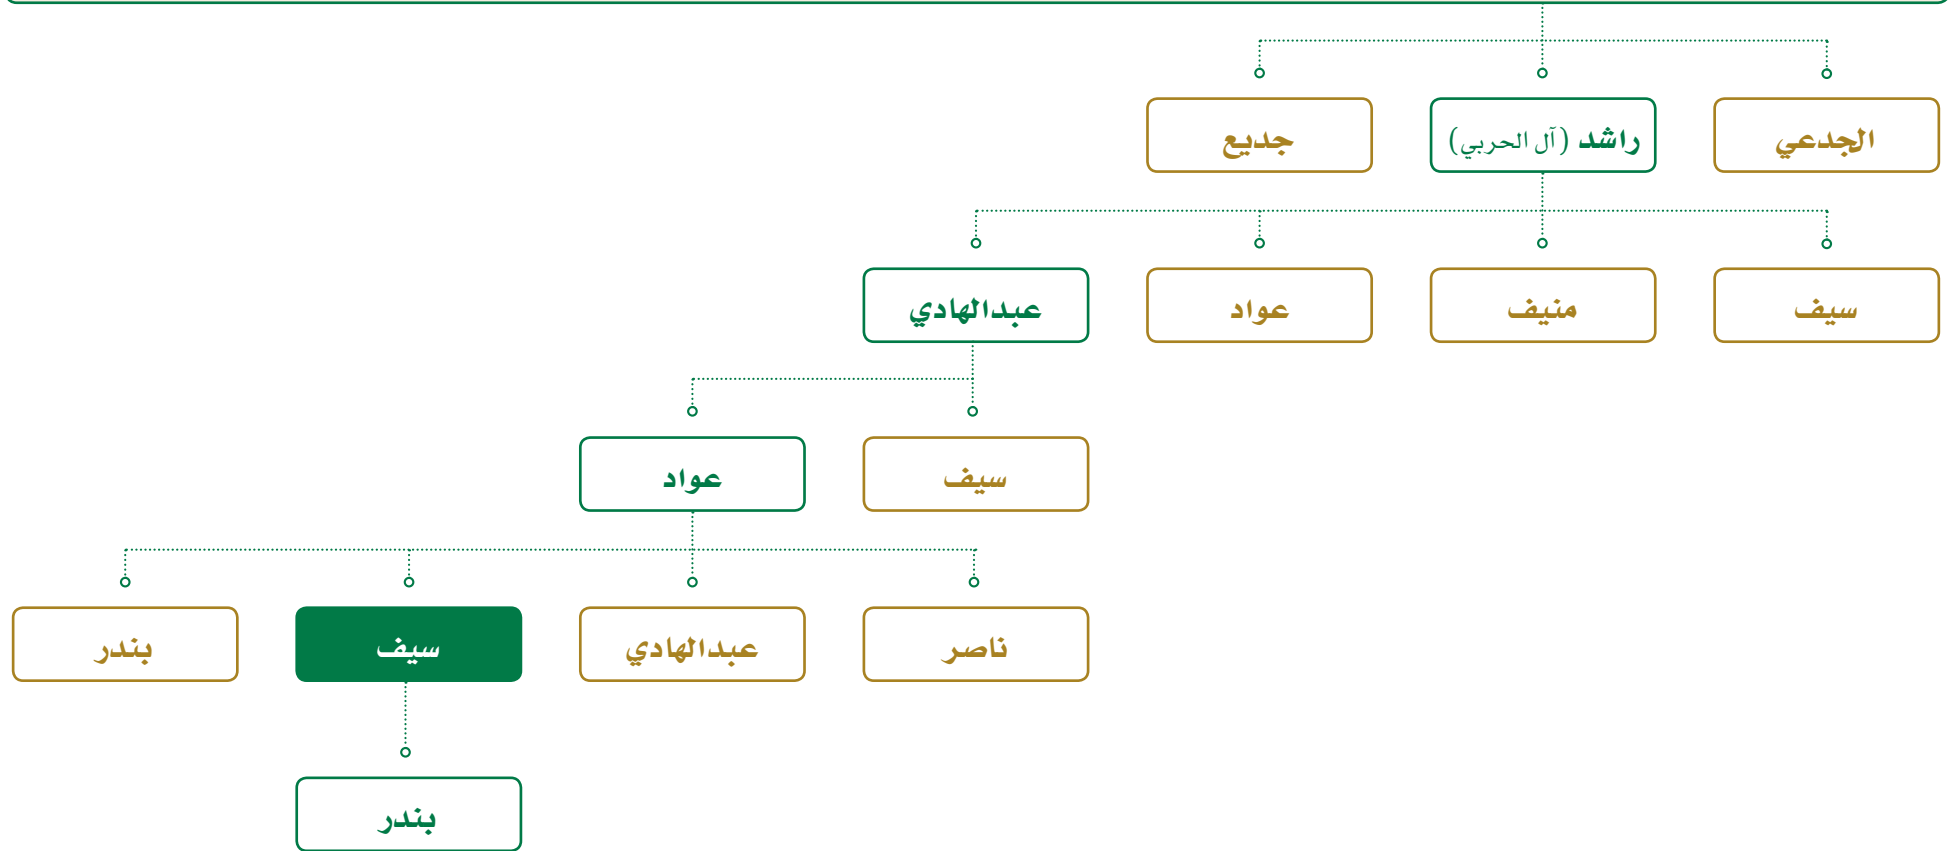 الجدعي
راشد (آل الحربي)
جديع
سيف
منيف
عواد
عبدالهادي
سيف
عواد
ناصر
عبدالهادي
سيف
بندر
بندر